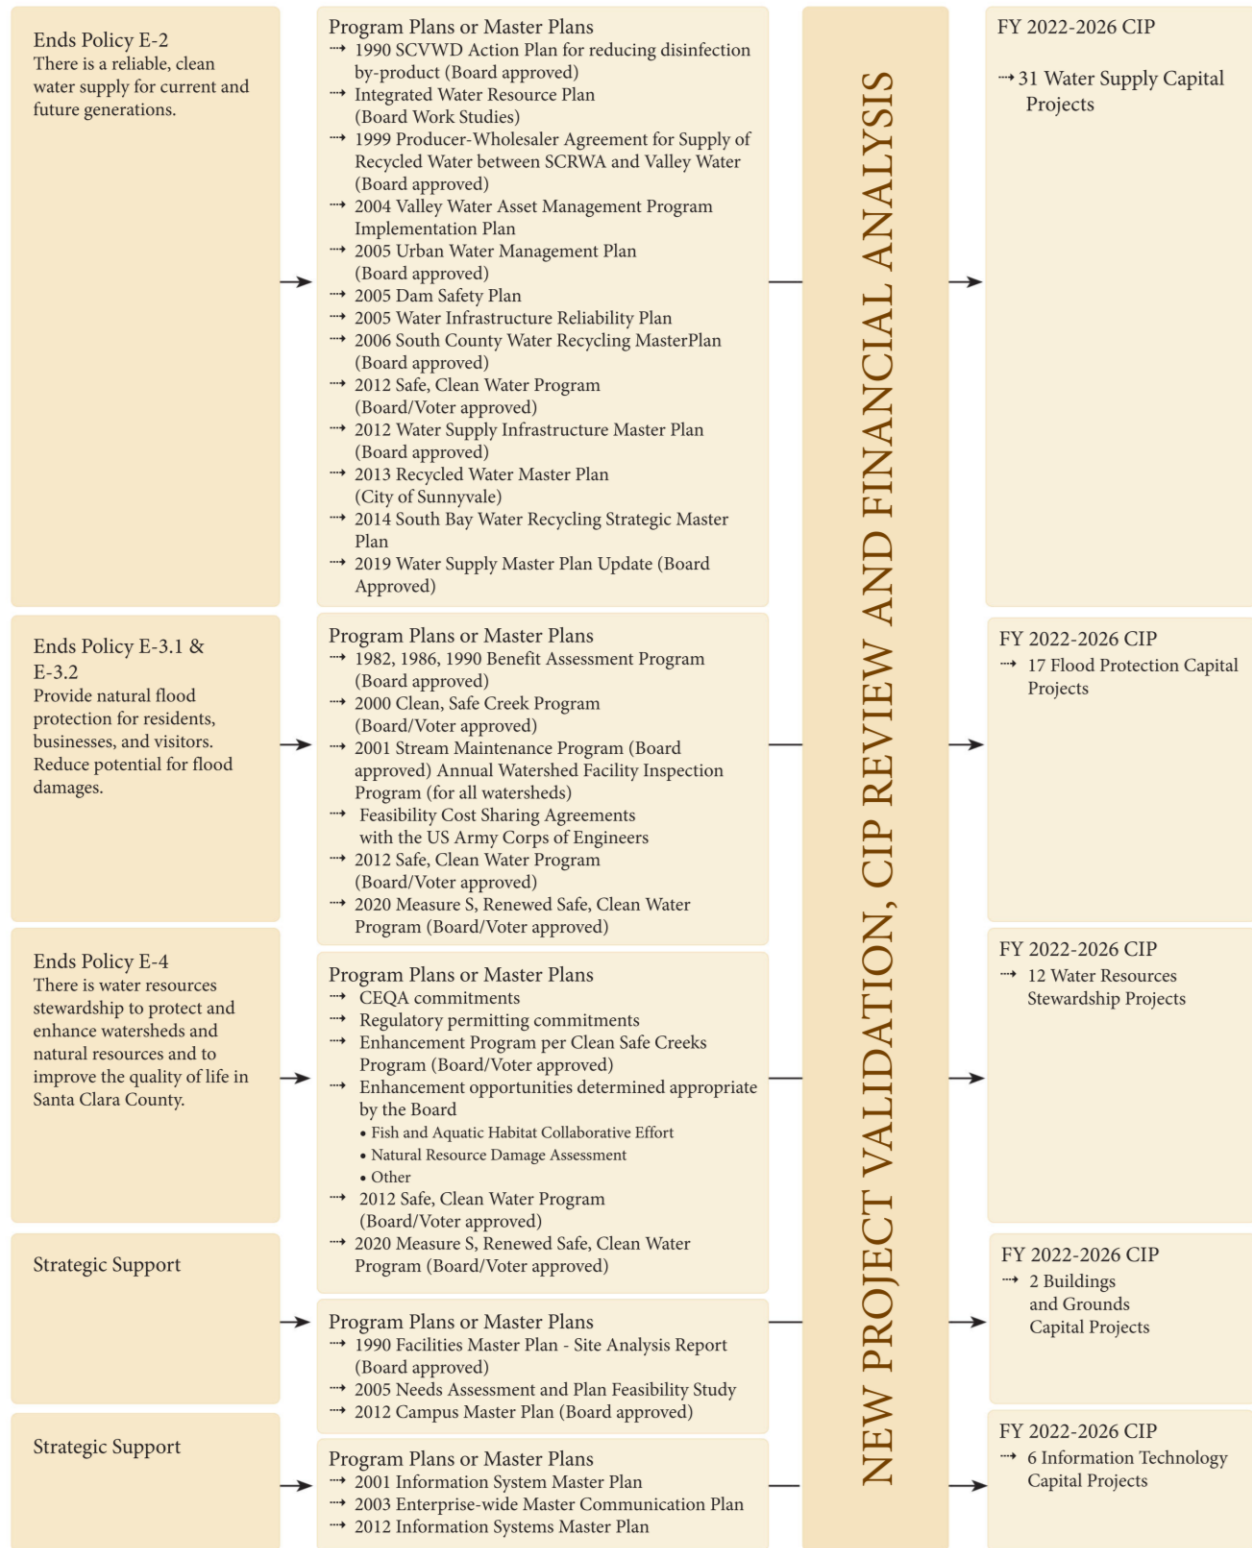 Ends Policy E-2
There is a reliable, clean
water supply for current and
future generations.
Program Plans or Master Plans
⤑ 1990 SCVWD Action Plan for reducing disinfection
by-product (Board approved)
⤑ Integrated Water Resource Plan
(Board Work Studies)
⤑ 1999 Producer-Wholesaler Agreement for Supply of
Recycled Water between SCRWA and Valley Water
(Board approved)
⤑ 2004 Valley Water Asset Management Program
Implementation Plan
⤑ 2005 Urban Water Management Plan
(Board approved)
⤑ 2005 Dam Safety Plan
⤑ 2005 Water Infrastructure Reliability Plan
⤑ 2006 South County Water Recycling MasterPlan
(Board approved)
⤑ 2012 Safe, Clean Water Program
(Board/Voter approved)
⤑ 2012 Water Supply Infrastructure Master Plan
(Board approved)
⤑ 2013 Recycled Water Master Plan
(City of Sunnyvale)
⤑ 2014 South Bay Water Recycling Strategic Master
Plan
⤑ 2019 Water Supply Master Plan Update (Board
Approved)
NEW PROJECT VALIDATION, CIP REVIEW AND FINANCIAL ANALYSIS
FY 2022-2026 CIP
⤑ 31 Water Supply Capital
Projects
Ends Policy E-3.1 &
E-3.2
Provide natural flood
protection for residents,
businesses, and visitors.
Reduce potential for flood
damages.
Program Plans or Master Plans
⤑ 1982, 1986, 1990 Benefit Assessment Program
(Board approved)
⤑ 2000 Clean, Safe Creek Program
(Board/Voter approved)
⤑ 2001 Stream Maintenance Program (Board
approved) Annual Watershed Facility Inspection
Program (for all watersheds)
⤑ Feasibility Cost Sharing Agreements
with the US Army Corps of Engineers
⤑ 2012 Safe, Clean Water Program
(Board/Voter approved)
⤑ 2020 Measure S, Renewed Safe, Clean Water
Program (Board/Voter approved)
FY 2022-2026 CIP
⤑ 17 Flood Protection Capital
Projects
Ends Policy E-4
There is water resources
stewardship to protect and
enhance watersheds and
natural resources and to
improve the quality of life in
Santa Clara County.
Program Plans or Master Plans
⤑ CEQA commitments
⤑ Regulatory permitting commitments
⤑ Enhancement Program per Clean Safe Creeks
Program (Board/Voter approved)
⤑ Enhancement opportunities determined appropriate
by the Board
• Fish and Aquatic Habitat Collaborative Effort
• Natural Resource Damage Assessment
• Other
⤑ 2012 Safe, Clean Water Program
(Board/Voter approved)
⤑ 2020 Measure S, Renewed Safe, Clean Water
Program (Board/Voter approved)
FY 2022-2026 CIP
⤑ 12 Water Resources
Stewardship Projects
Strategic Support
Program Plans or Master Plans
⤑ 1990 Facilities Master Plan - Site Analysis Report
(Board approved)
⤑ 2005 Needs Assessment and Plan Feasibility Study
⤑ 2012 Campus Master Plan (Board approved)
FY 2022-2026 CIP
⤑ 2 Buildings
and Grounds
Capital Projects
Strategic Support
Program Plans or Master Plans
⤑ 2001 Information System Master Plan
⤑ 2003 Enterprise-wide Master Communication Plan
⤑ 2012 Information Systems Master Plan
FY 2022-2026 CIP
⤑ 6 Information Technology
Capital Projects